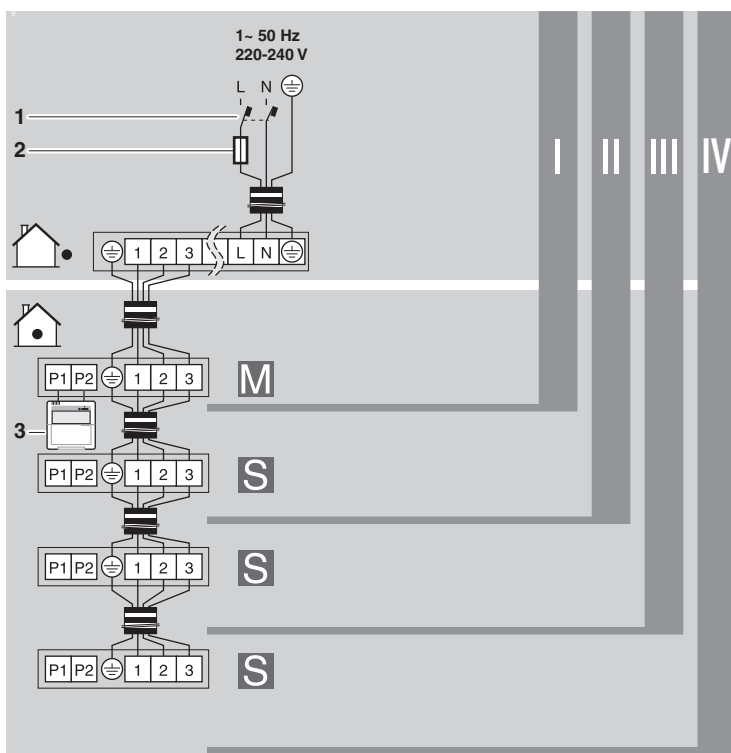 1~ 50 Hz
220-240 V
L N
1
2
I II III IV
1 2 3 L N
P1 P2 1 2 3 M
3
P1 P2 1 2 3 S
P1 P2 1 2 3 S
P1 P2 1 2 3 S